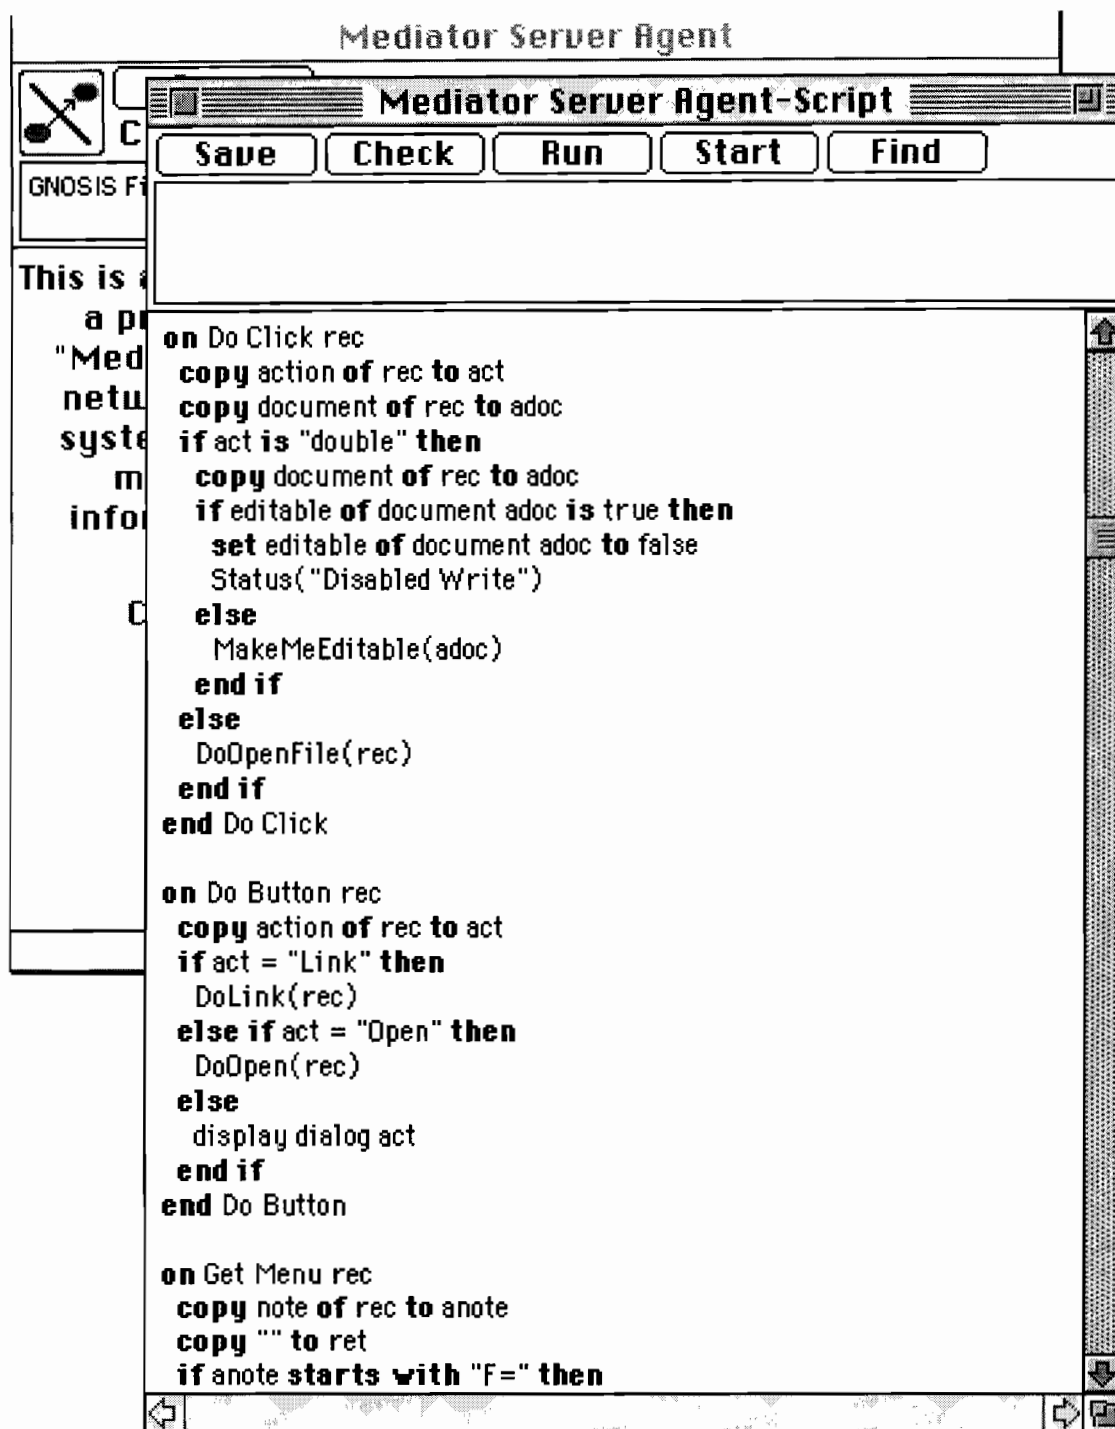 Mediator Server Agent
Mediator Server Agent-Script
C
Save Check Run Start Find
GNOSIS Fi
This is a
a pr
"Med
netw
syste
m
infor
C
on Do Click rec
copy action of rec to act
copy document of rec to adoc
if act is "double" then
copy document of rec to adoc
if editable of document adoc is true then
set editable of document adoc to false
Status("Disabled Write")
else
MakeMeEditable(adoc)
end if
else
DoOpenFile(rec)
end if
end Do Click
on Do Button rec
copy action of rec to act
if act = "Link" then
DoLink(rec)
else if act = "Open" then
DoOpen(rec)
else
display dialog act
end if
end Do Button
on Get Menu rec
copy note of rec to anote
copy "" to ret
if anote starts with "F=" then